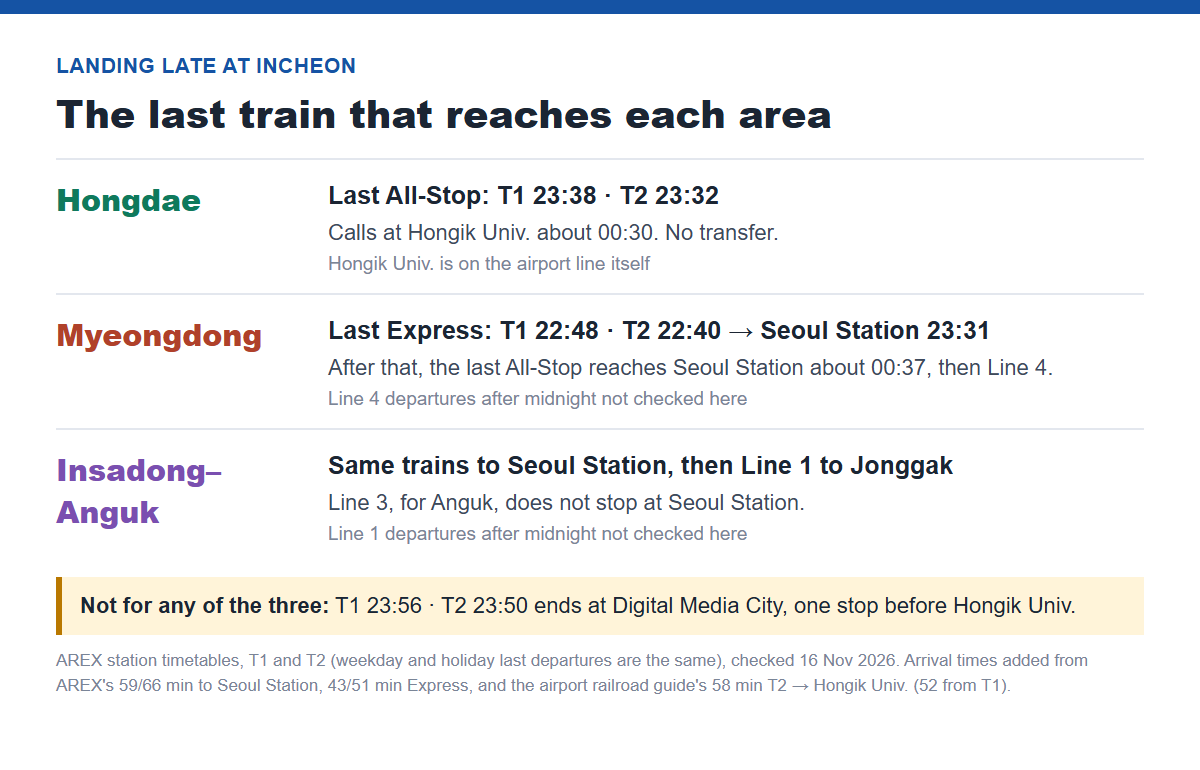 LANDING LATE AT INCHEON
The last train that reaches each area
Hongdae
Last All-Stop: T1 23:38 · T2 23:32
Calls at Hongik Univ. about 00:30. No transfer.
Hongik Univ. is on the airport line itself
Myeongdong
Last Express: T1 22:48 · T2 22:40 → Seoul Station 23:31
After that, the last All-Stop reaches Seoul Station about 00:37, then Line 4.
Line 4 departures after midnight not checked here
Insadong–
Anguk
Same trains to Seoul Station, then Line 1 to Jonggak
Line 3, for Anguk, does not stop at Seoul Station.
Line 1 departures after midnight not checked here
Not for any of the three: T1 23:56 · T2 23:50 ends at Digital Media City, one stop before Hongik Univ.
AREX station timetables, T1 and T2 (weekday and holiday last departures are the same), checked 16 Nov 2026. Arrival times added from
AREX's 59/66 min to Seoul Station, 43/51 min Express, and the airport railroad guide's 58 min T2 → Hongik Univ. (52 from T1).